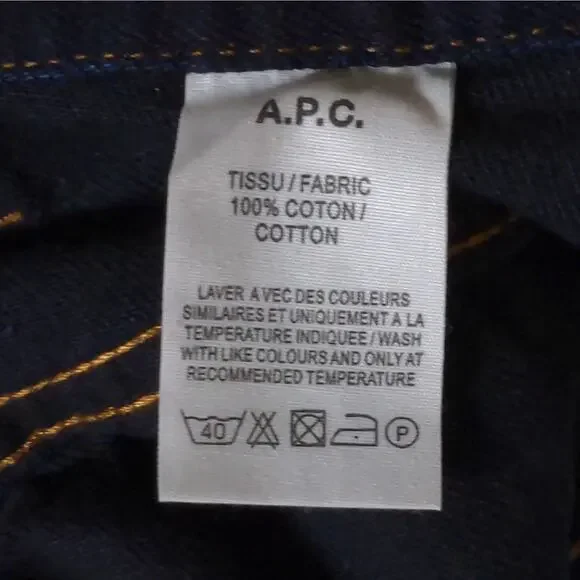 A.P.C.
TISSU / FABRIC
100% COTON /
COTTON
LAVER AVEC DES COULEURS
SIMILAIRES ET UNIQUEMENT A LA
TEMPERATURE INDIQUEE / WASH
WITH LIKE COLOURS AND ONLY AT
RECOMMENDED TEMPERATURE
40 P